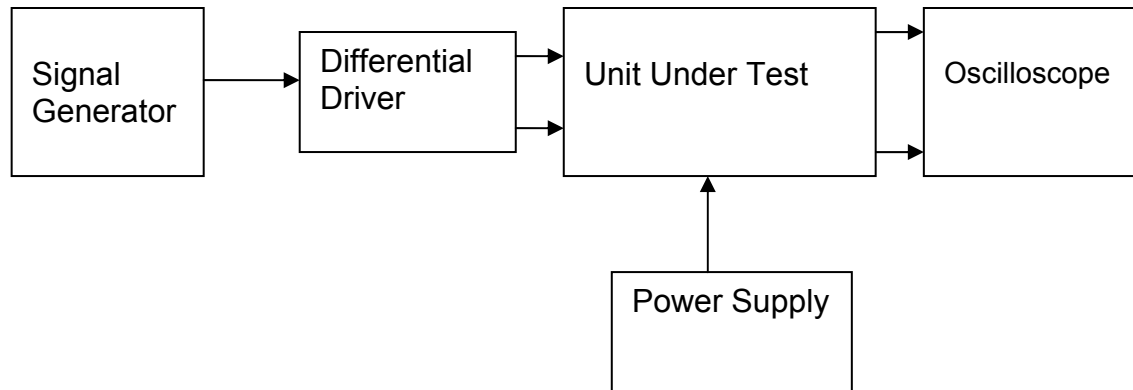 Signal
Generator
Differential
Driver
Unit Under Test
Oscilloscope
Power Supply